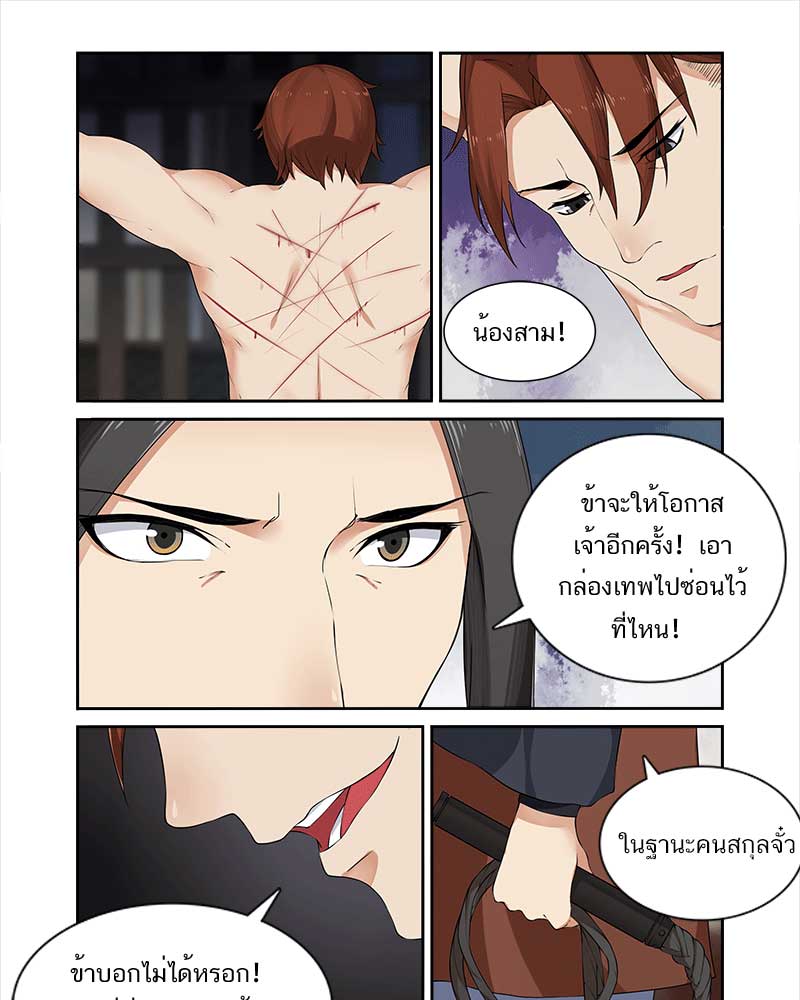 น้องสาม!
ข้าจะให้โอกาส
เจ้าอีกครั้ง! เอา
กล่องเทพไปซ่อนไว้
ที่ไหน!
ข้าบอกไม่ได้หรอก!
ในฐานะคนสกุลจั๋ว